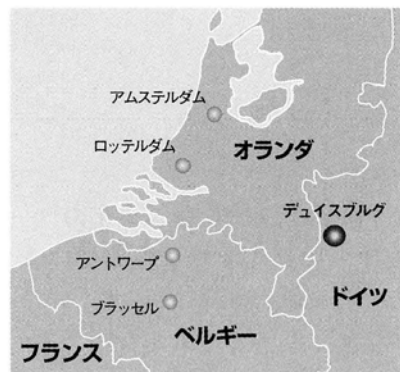 アムステルダム
ロッテルダム
オランダ
デュイスブルグ
アントワープ
ドイツ
ブラッセル
ベルギー
フランス